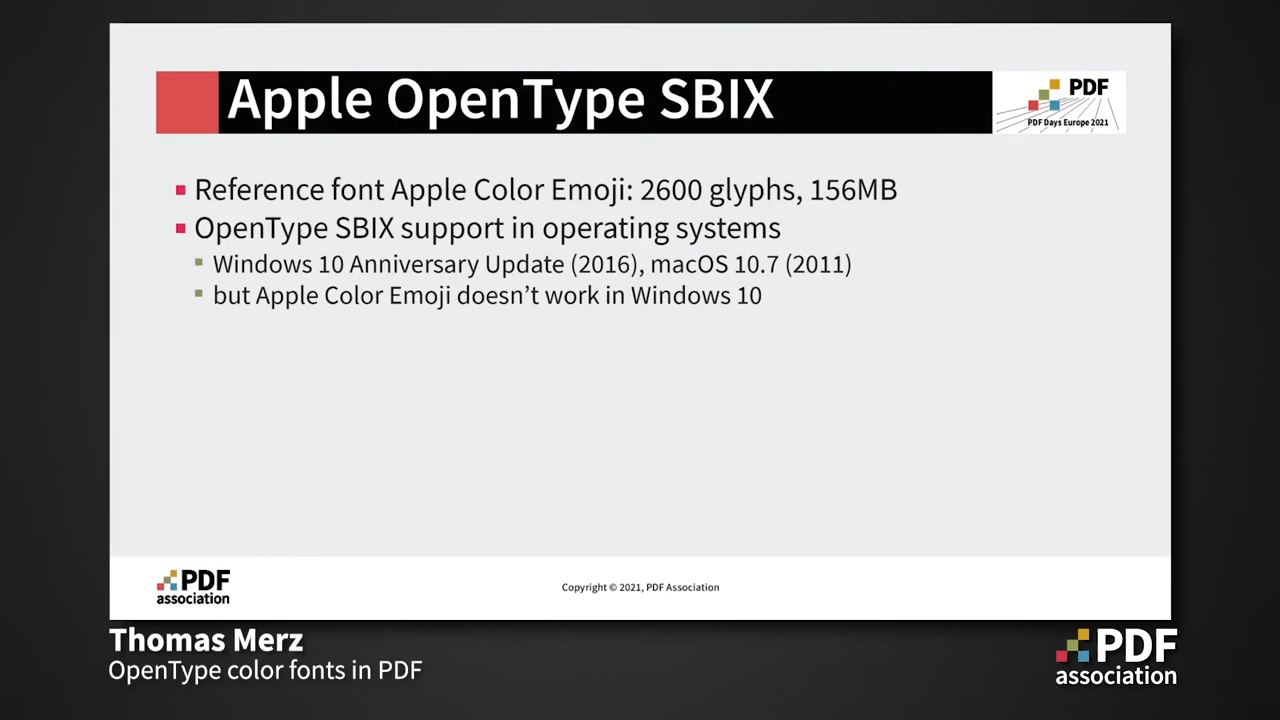 Apple OpenType SBIX
PDF
PDF Days Europe 2021
Reference font Apple Color Emoji: 2600 glyphs, 156MB
OpenType SBIX support in operating systems
Windows 10 Anniversary Update (2016), macOS 10.7 (2011)
but Apple Color Emoji doesn’t work in Windows 10
PDF
association
Copyright © 2021, PDF Association
Thomas Merz
OpenType color fonts in PDF
PDF
association